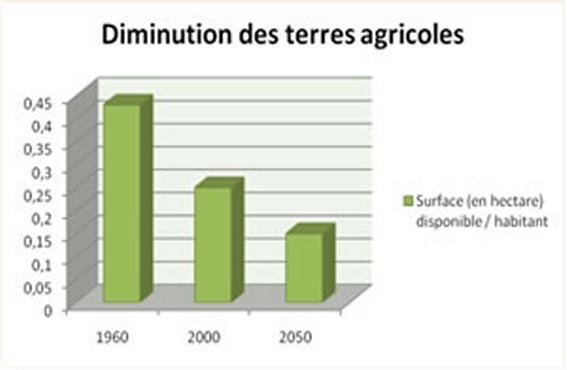 Diminution des terres agricoles
0,45
0,4
0,35
0,3
0,25
0,2
0,15
0,1
0,05
0
1960 2000 2050
Surface (en hectare)
disponible / habitant